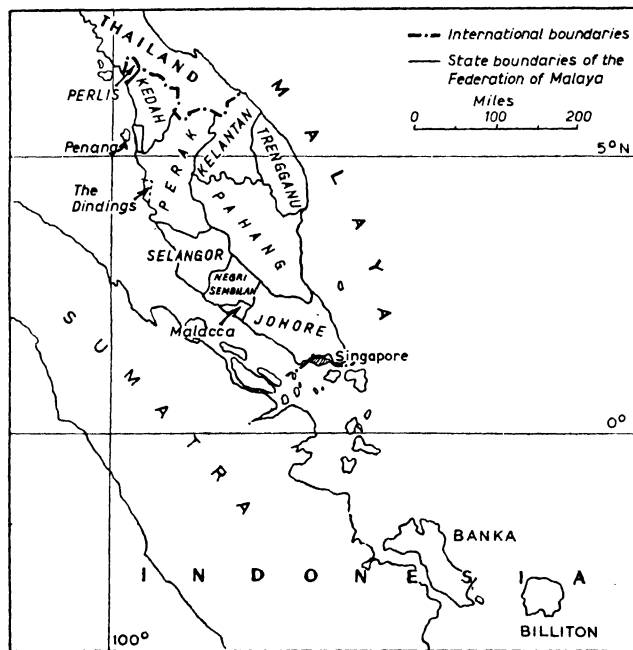 THAILAND
International boundaries
State boundaries of the
Federation of Malaya
Miles
0 100 200
MALAYA
PERLIS
KEDAH
Penang
5°N
PERAK
KELANTAN
TRENGGANU
The
Dindings
PAHANG
SELANGOR
NEGRI
SEMBILAN
Malacca
JOHORE
Singapore
SUMATRA
0°
BANKA
INDONESIA
BILLITON
100°